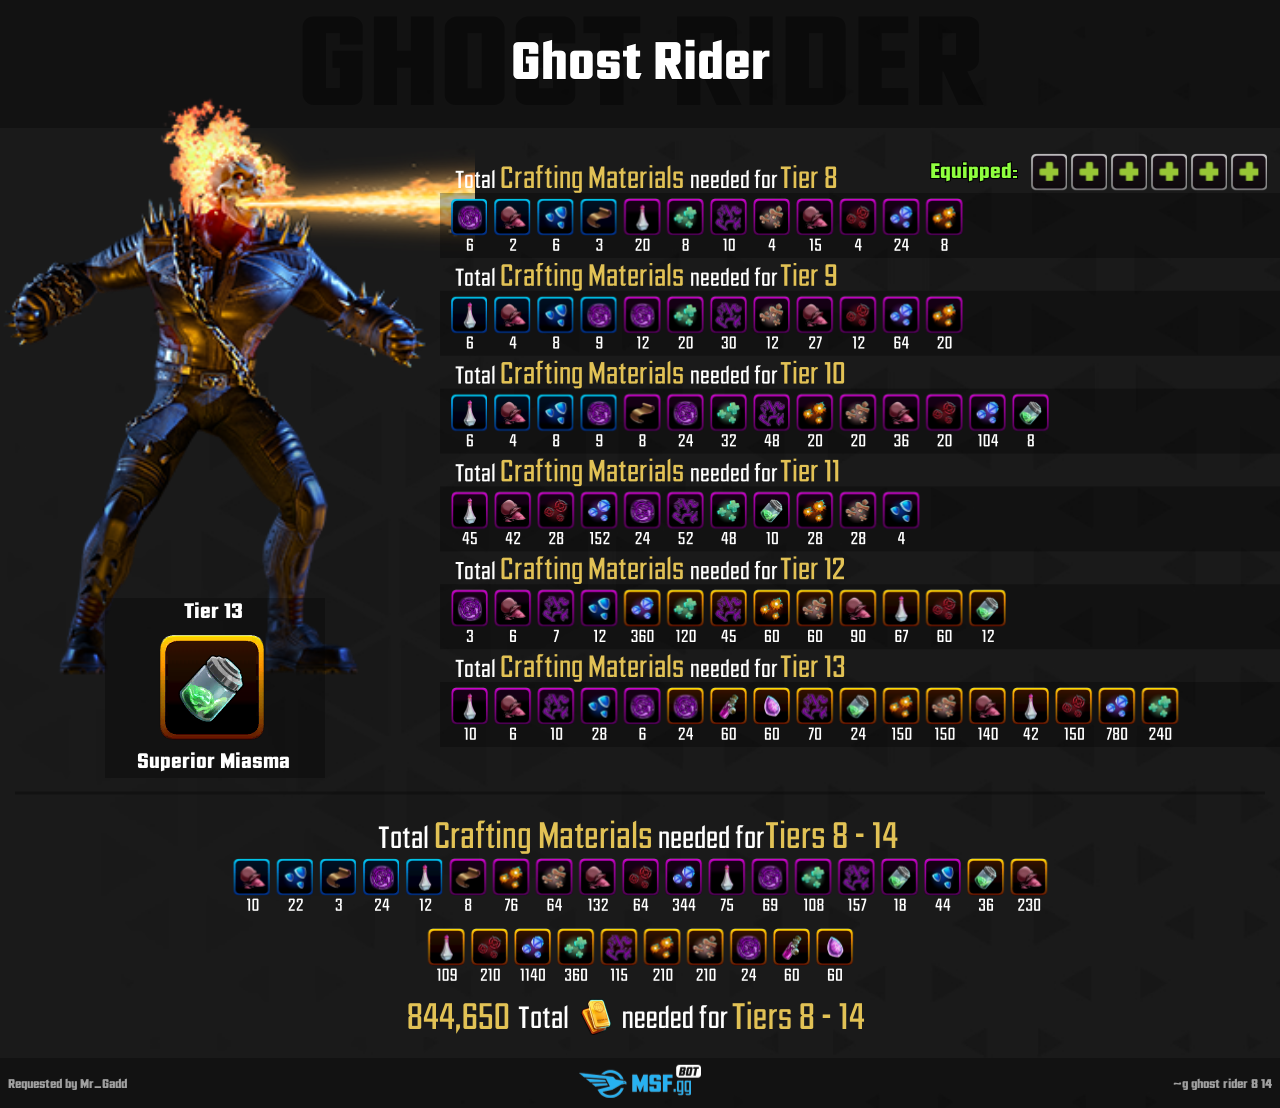 GHOST RIDER
Ghost Rider
Equipped:
Total Crafting Materials needed for Tier 8
6 2 6 3 20 8 10 4 15 4 24 8
Total Crafting Materials needed for Tier 9
6 4 8 9 12 20 30 12 27 12 64 20
Total Crafting Materials needed for Tier 10
6 4 8 9 8 24 32 48 20 20 36 20 104 8
Total Crafting Materials needed for Tier 11
45 42 28 152 24 52 48 10 28 28 4
Total Crafting Materials needed for Tier 12
3 6 7 12 360 120 45 60 60 90 67 60 12
Total Crafting Materials needed for Tier 13
10 6 10 28 6 24 60 60 70 24 150 150 140 42 150 780 240
Tier 13
Superior Miasma
Total Crafting Materials needed for Tiers 8 - 14
10 22 3 24 12 8 76 64 132 64 344 75 69 108 157 18 44 36 230
109 210 1140 360 115 210 210 24 60 60
844,650 Total needed for Tiers 8 - 14
Requested by Mr_Gadd
MSF.gg BOT
~g ghost rider 8 14